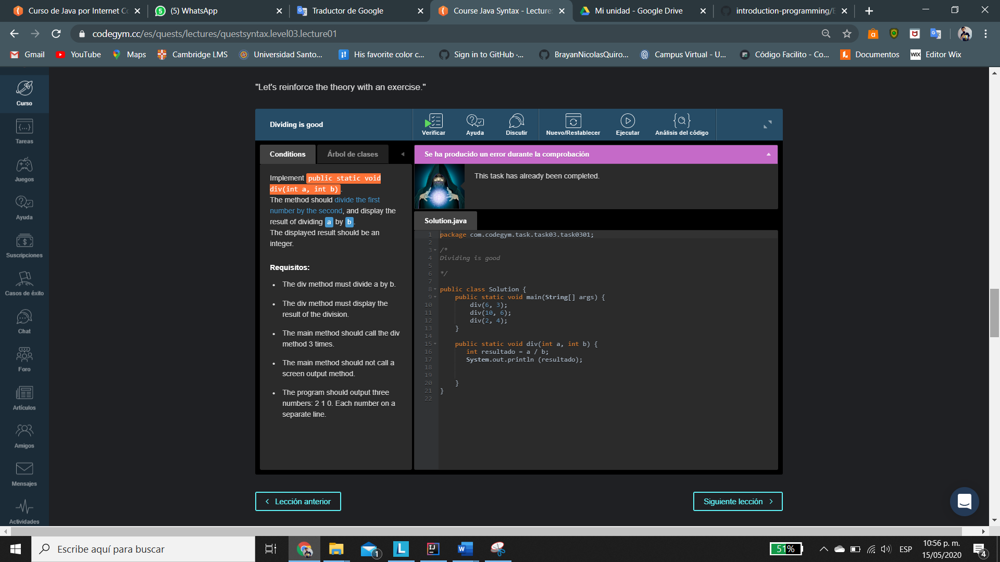 Curso de Java por Internet Co
(5) WhatsApp
Traductor de Google
Course Java Syntax - Lecture:
Mi unidad - Google Drive
introduction-programming/E
codegym.cc/es/quests/lectures/questsyntax.level03.lecture01
Gmail
YouTube
Maps
Cambridge LMS
Universidad Santo...
His favorite color c...
Sign in to GitHub ·...
BrayanNicolasQuiro...
Campus Virtual - U...
Código Facilito - Co...
Documentos
WIX
Editor Wix
Curso
Tareas
Juegos
Ayuda
Suscripciones
Casos de éxito
Chat
Foro
Artículos
Amigos
Mensajes
Actividades
"Let's reinforce the theory with an exercise."
Dividing is good
Verificar
Ayuda
Discutir
Nuevo/Restablecer
Ejecutar
Análisis del código
Conditions
Árbol de clases
Implement public static void
div(int a, int b).
The method should divide the first
number by the second, and display the
result of dividing a by b.
The displayed result should be an
integer.
Requisitos:
• The div method must divide a by b.
• The div method must display the
result of the division.
• The main method should call the div
method 3 times.
• The main method should not call a
screen output method.
• The program should output three
numbers: 2 1 0. Each number on a
separate line.
Se ha producido un error durante la comprobación
This task has already been completed.
Solution.java
1 package com.codegym.task.task03.task0301;
2
3 /*
4 Dividing is good
5
6 */
7
8 public class Solution {
9 public static void main(String[] args) {
10 div(6, 3);
11 div(10, 6);
12 div(2, 4);
13 }
14
15 public static void div(int a, int b) {
16 int resultado = a / b;
17 System.out.println (resultado);
18
19
20 }
21 }
22
< Lección anterior
Siguiente lección >
Escribe aquí para buscar
1
L
IJ
W
51%
ESP
10:56 p. m.
15/05/2020
4